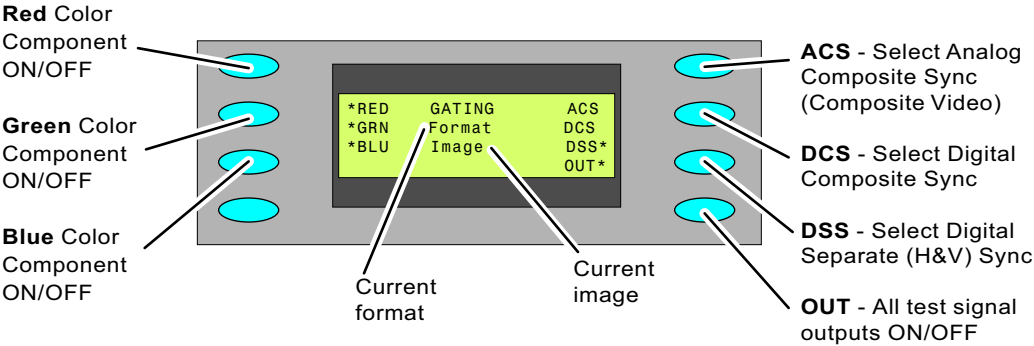 Red Color
Component
ON/OFF
Green Color
Component
ON/OFF
Blue Color
Component
ON/OFF
*RED GATING ACS
*GRN Format DCS
*BLU Image DSS*
OUT*
Current
format
Current
image
ACS - Select Analog
Composite Sync
(Composite Video)
DCS - Select Digital
Composite Sync
DSS - Select Digital
Separate (H&V) Sync
OUT - All test signal
outputs ON/OFF